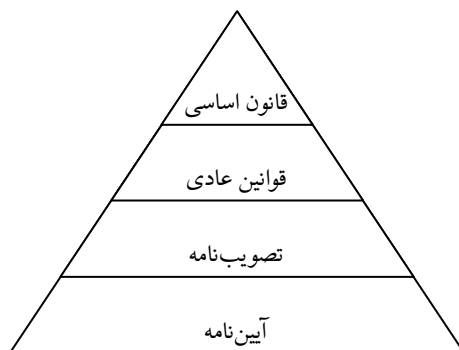 قانون اساسی
قوانین عادی
تصویب‌نامه
آیین‌نامه